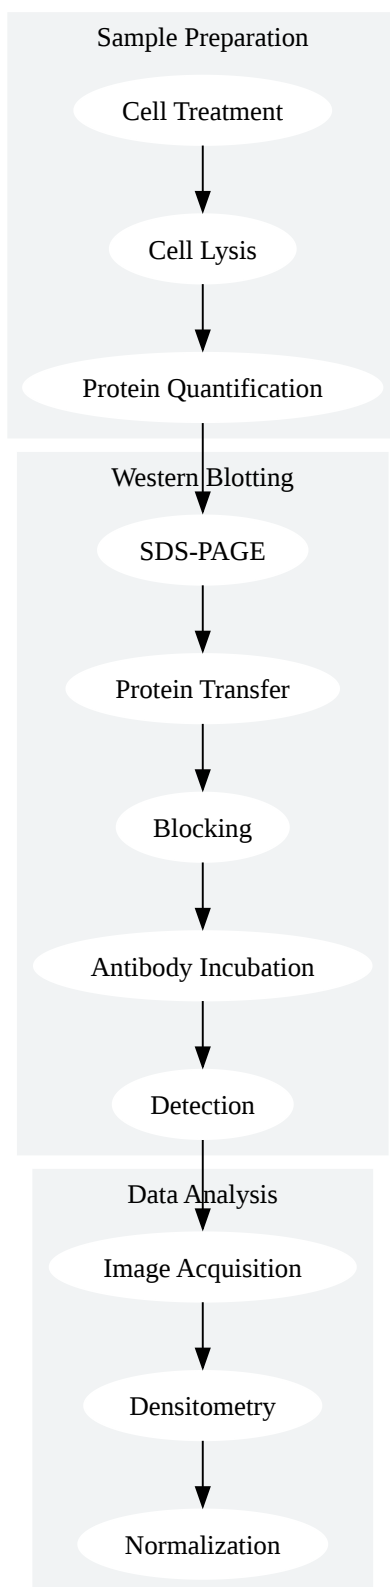 Sample Preparation
Cell Treatment
Cell Lysis
Protein Quantification
Western Blotting
SDS-PAGE
Protein Transfer
Blocking
Antibody Incubation
Detection
Data Analysis
Image Acquisition
Densitometry
Normalization